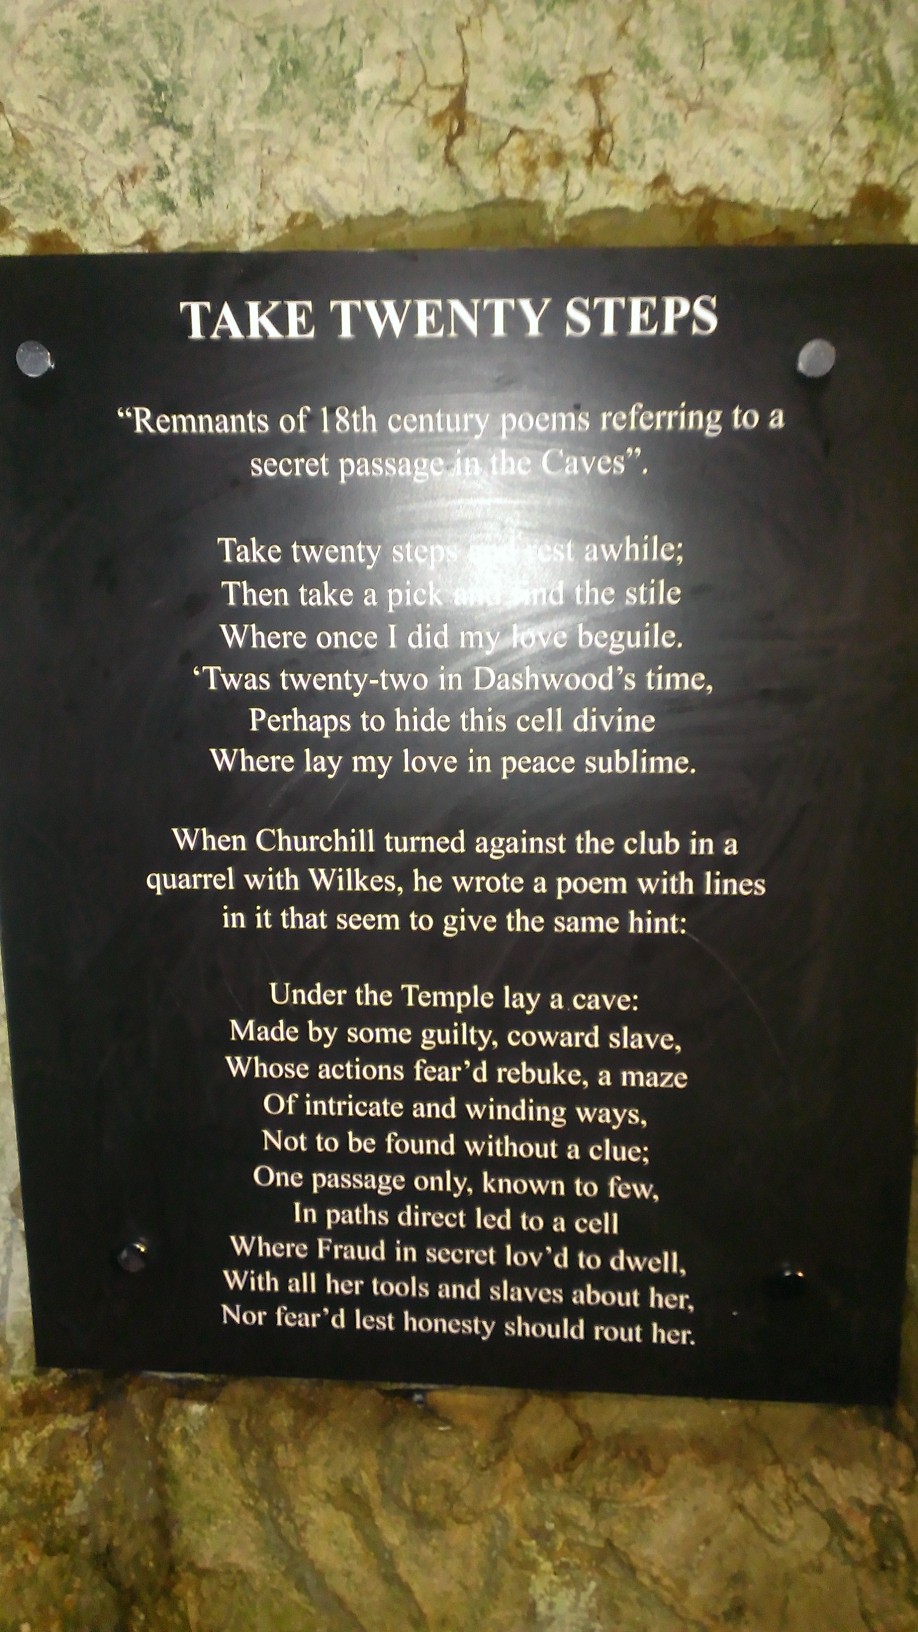 TAKE TWENTY STEPS
“Remnants of 18th century poems referring to a
secret passage in the Caves”.
Take twenty steps and rest awhile;
Then take a pick and find the stile
Where once I did my love beguile.
‘Twas twenty-two in Dashwood’s time,
Perhaps to hide this cell divine
Where lay my love in peace sublime.
When Churchill turned against the club in a
quarrel with Wilkes, he wrote a poem with lines
in it that seem to give the same hint:
Under the Temple lay a cave:
Made by some guilty, coward slave,
Whose actions fear’d rebuke, a maze
Of intricate and winding ways,
Not to be found without a clue;
One passage only, known to few,
In paths direct led to a cell
Where Fraud in secret lov’d to dwell,
With all her tools and slaves about her,
Nor fear’d lest honesty should rout her.